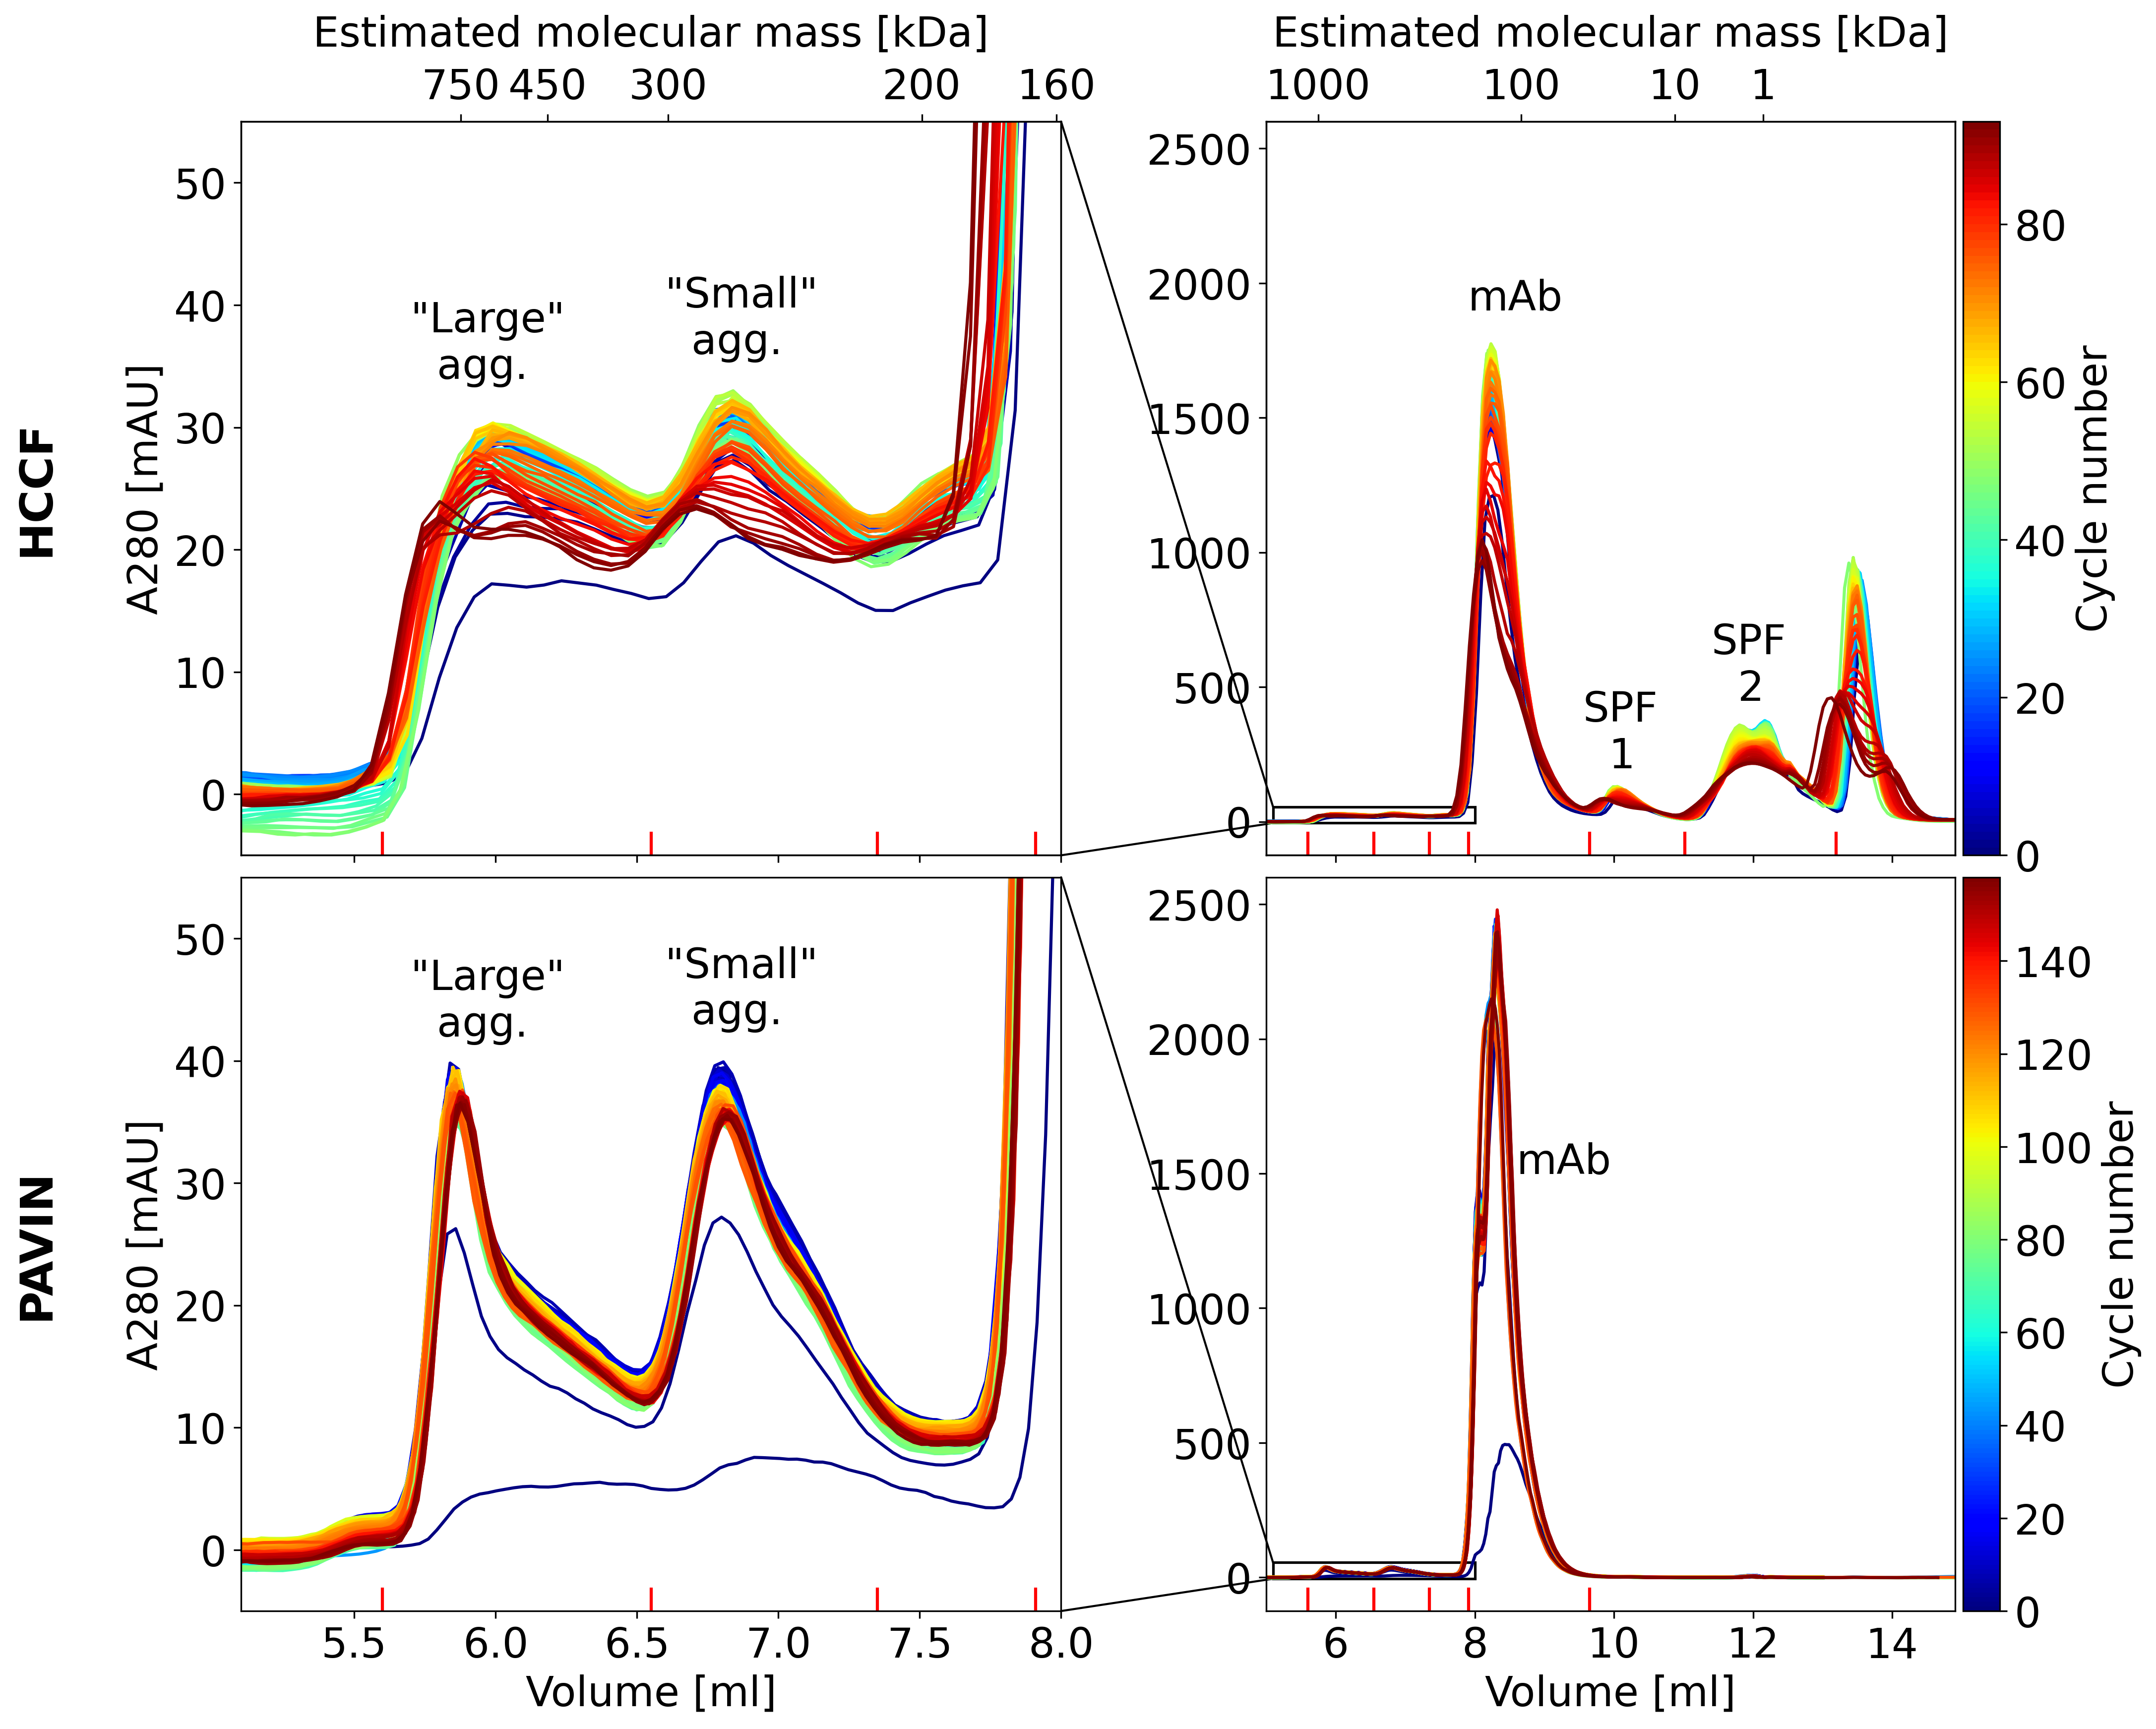 Estimated molecular mass [kDa]
750 450 300 200 160
Estimated molecular mass [kDa]
1000 100 10 1
HCCF
A280 [mAU]
50
40
30
20
10
0
"Large"
agg.
"Small"
agg.
2500
2000
1500
1000
500
0
mAb
SPF
1
SPF
2
80
60
40
20
0
Cycle number
PAVIN
A280 [mAU]
50
40
30
20
10
0
"Large"
agg.
"Small"
agg.
5.5 6.0 6.5 7.0 7.5 8.0
Volume [ml]
2500
2000
1500
1000
500
0
mAb
6 8 10 12 14
Volume [ml]
140
120
100
80
60
40
20
0
Cycle number